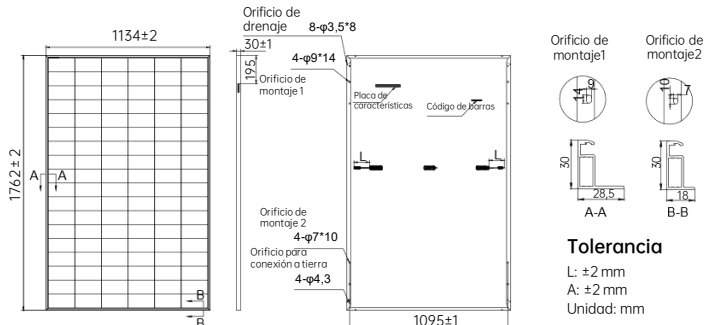 1134±2
1762±2
A
A
B
B
Orificio de
drenaje
8-φ3,5*8
30±1
195
4-φ9*14
Orificio de
montaje 1
Placa de
características
Código de barras
L
L
Orificio de
montaje 2
4-φ7*10
Orificio para
conexión a tierra
4-φ4,3
1095±1
Orificio de
montaje1
Orificio de
montaje2
14
9
10
7
30
28,5
A-A
30
18
B-B
Tolerancia
L: ±2 mm
A: ±2 mm
Unidad: mm